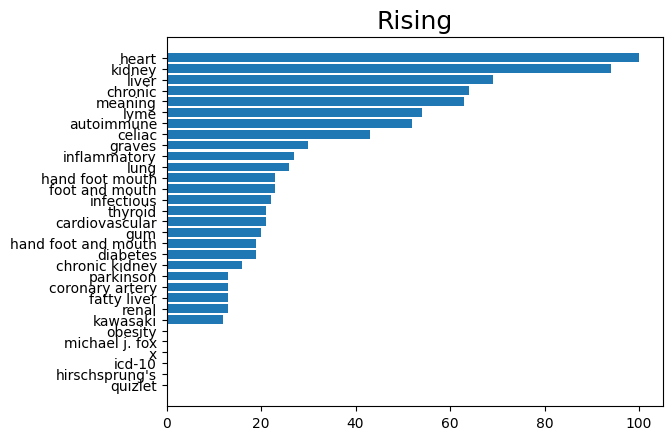 Rising
heart
kidney
liver
chronic
meaning
lyme
autoimmune
celiac
graves
inflammatory
lung
hand foot mouth
foot and mouth
infectious
thyroid
cardiovascular
gum
hand foot and mouth
diabetes
chronic kidney
parkinson
coronary artery
fatty liver
renal
kawasaki
obesity
michael j. fox
x
icd-10
hirschsprung's
quizlet
0 20 40 60 80 100